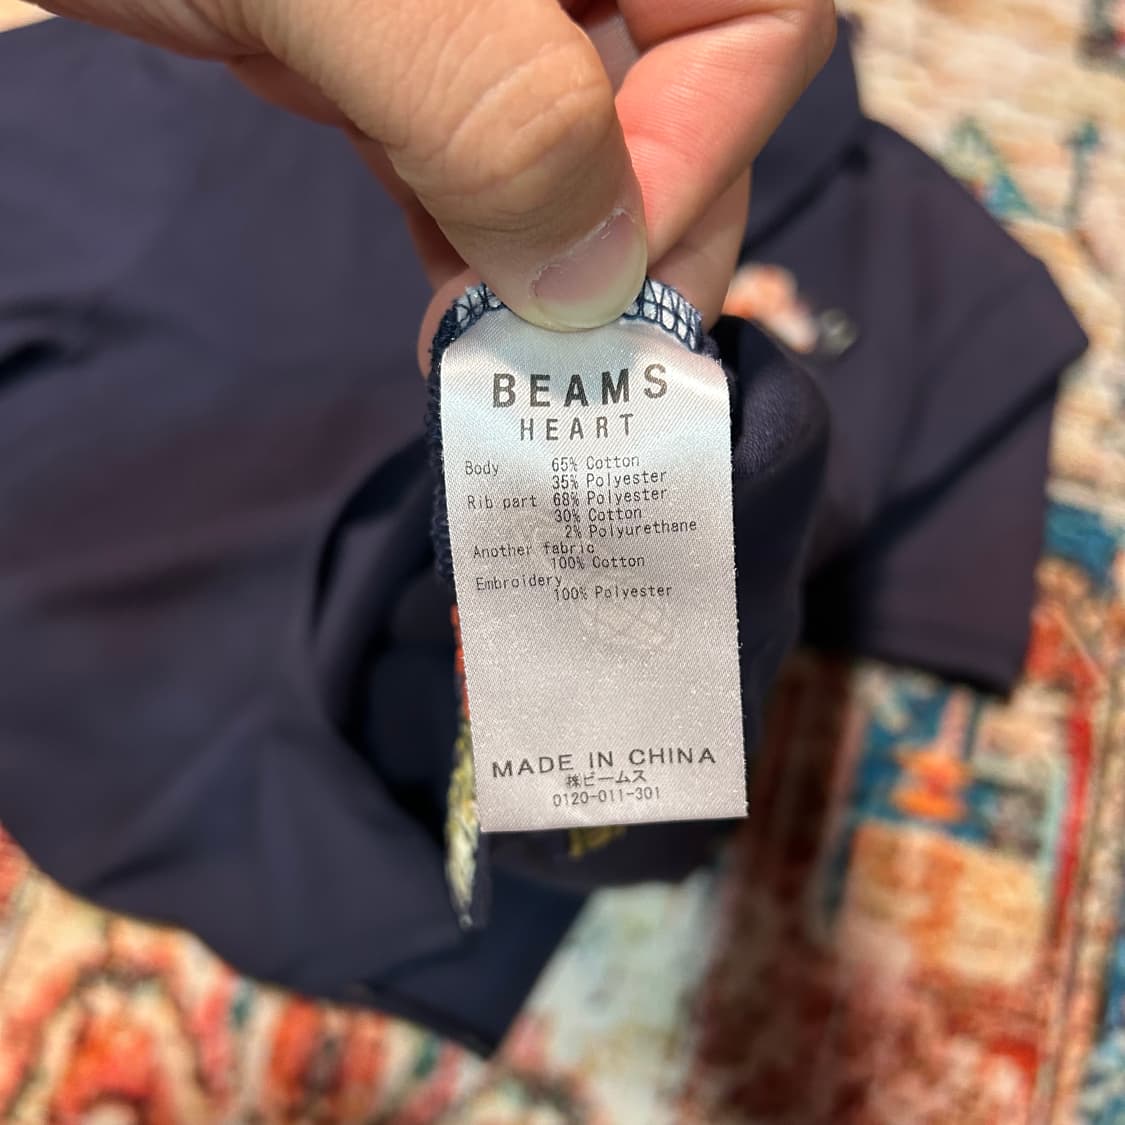 BEAMS
HEART
Body 65% Cotton
35% Polyester
Rib part 68% Polyester
30% Cotton
2% Polyurethane
Another fabric
100% Cotton
Embroidery
100% Polyester
MADE IN CHINA
㈱ビームス
0120-011-301